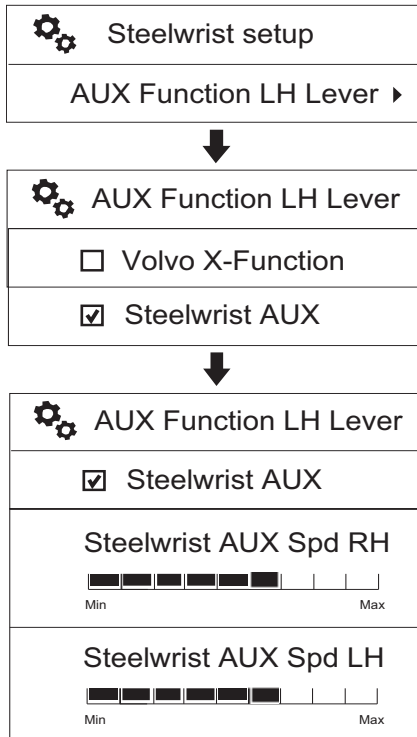 Steelwrist setup
AUX Function LH Lever
AUX Function LH Lever
Volvo X-Function
Steelwrist AUX
AUX Function LH Lever
Steelwrist AUX
Steelwrist AUX Spd RH
Min Max
Steelwrist AUX Spd LH
Min Max